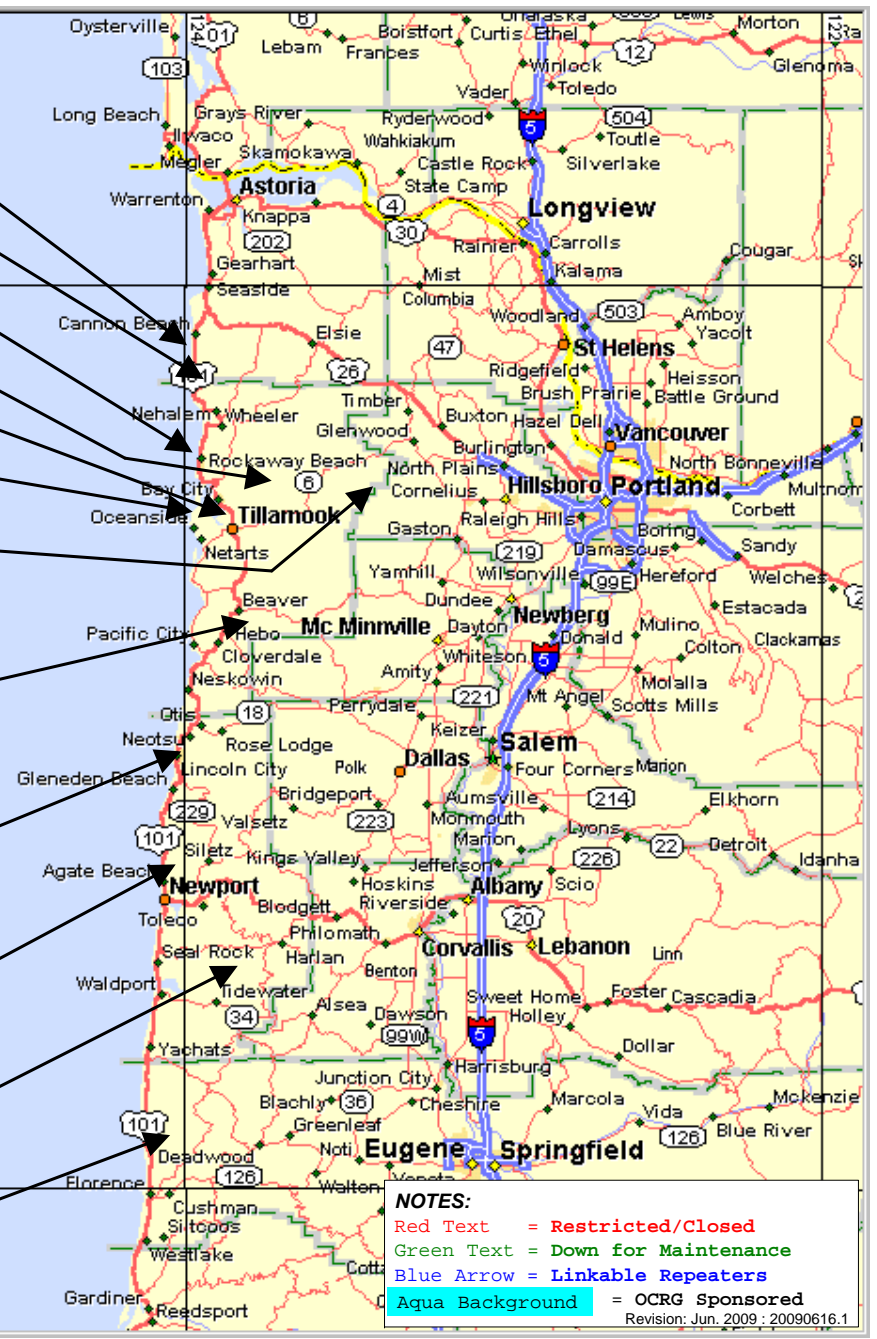 Oysterville
101
6
Boistfort
Curtis
Ethel
Morton
Lebam
Frances
12
Glenoma
103
Winlock
Vader
Toledo
Long Beach
Grays River
Ryderwood
5
504
Ilwaco
Wahkiakum
Toutle
Megler
Skamokawa
Castle Rock
Silverlake
Astoria
State Camp
Warrenton
Knappa
4
Longview
202
30
Rainier
Carrolls
Cougar
Gearhart
Mist
Kalama
Seaside
Columbia
Cannon Beach
Woodland
503
Amboy
Elsie
47
Yacolt
St Helens
26
Ridgefield
Heisson
Timber
Brush Prairie
Battle Ground
Nehalem
Wheeler
Buxton
Hazel Dell
Glenwood
Vancouver
Burlington
Rockaway Beach
North Plains
North Bonneville
Bay City
6
Cornelius
Hillsboro
Portland
Oceanside
Tillamook
Raleigh Hills
Corbett
Gaston
Boring
Netarts
219
Damascus
Sandy
Yamhill
Wilsonville
99E
Hereford
Welches
Beaver
Dundee
Newberg
Estacada
Pacific City
Hebo
Mc Minnville
Dayton
Donald
Mulino
Clackamas
Cloverdale
Whiteson
5
Colton
Neskowin
Amity
Molalla
221
Mt Angel
Otis
18
Perrydale
Scotts Mills
Neotsu
Rose Lodge
Keizer
Salem
Lincoln City
Polk
Dallas
Four Corners
Marion
Gleneden Beach
Bridgeport
Aumsville
214
Elkhorn
229
Valsetz
223
Monmouth
101
Marion
Lyons
22
Detroit
Siletz
Kings Valley
Jefferson
226
Idanha
Agate Beach
Hoskins
Albany
Scio
Newport
Riverside
Toledo
Blodgett
20
Philomath
Corvallis
Lebanon
Seal Rock
Harlan
Benton
Linn
Waldport
Tidewater
Sweet Home
Foster
Cascadia
34
Alsea
Dawson
Holley
99W
5
Yachats
Dollar
Harrisburg
Junction City
Blachly
36
Cheshire
Marcola
Mckenzie
101
Greenleaf
Vida
126
Blue River
Deadwood
Noti
Eugene
Springfield
126
Florence
Walton
Cushman
Siltcoos
Westlake
Gardiner
Reedsport
NOTES:
Red Text = Restricted/Closed
Green Text = Down for Maintenance
Blue Arrow = Linkable Repeaters
Aqua Background = OCRG Sponsored
Revision: Jun. 2009 : 20090616.1